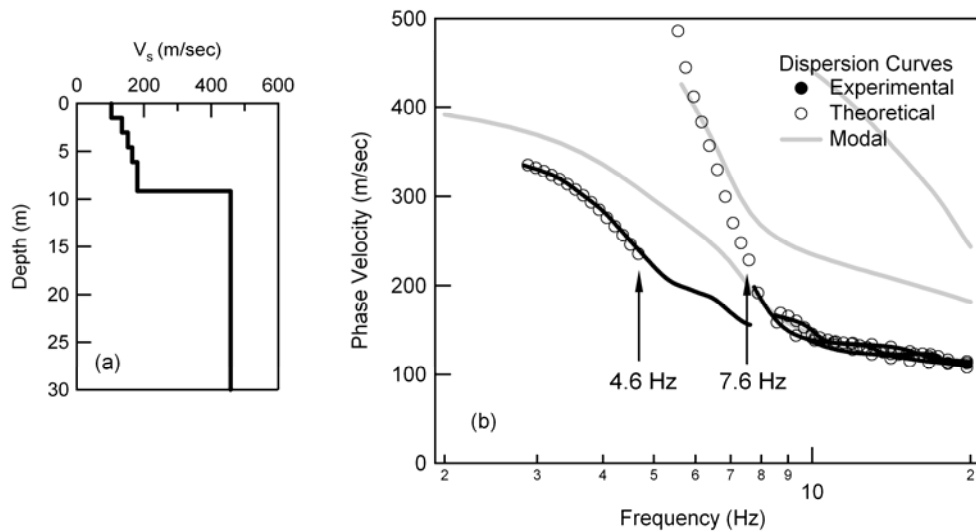 V_s (m/sec)
0 200 400 600
0
5
10
15
20
25
30
Depth (m)
(a)
500
400
300
200
100
0
Phase Velocity (m/sec)
Dispersion Curves
Experimental
Theoretical
Modal
4.6 Hz 7.6 Hz
(b)
2 3 4 5 6 7 8 9 2
10
Frequency (Hz)